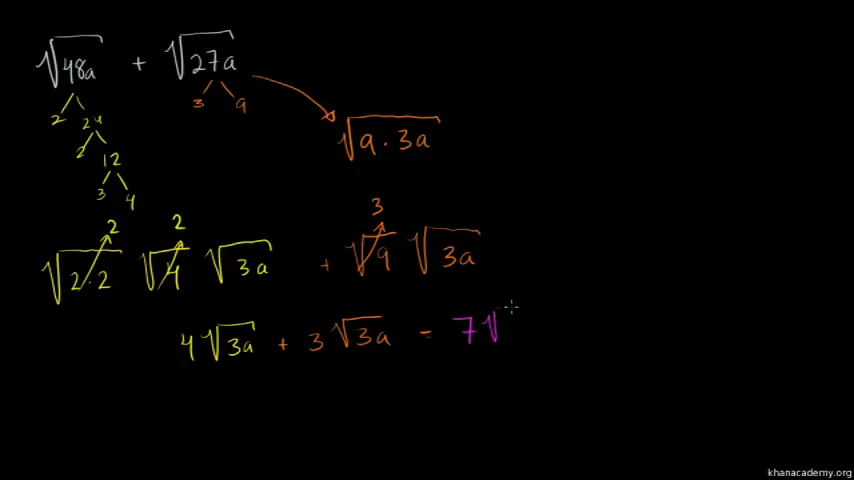 √48a + √27a
3 9
2 24
√9 · 3a
2 12
3 4
2 2 3
√2·2 √4 √3a + √9 √3a
4√3a + 3√3a = 7√
khanacademy.org